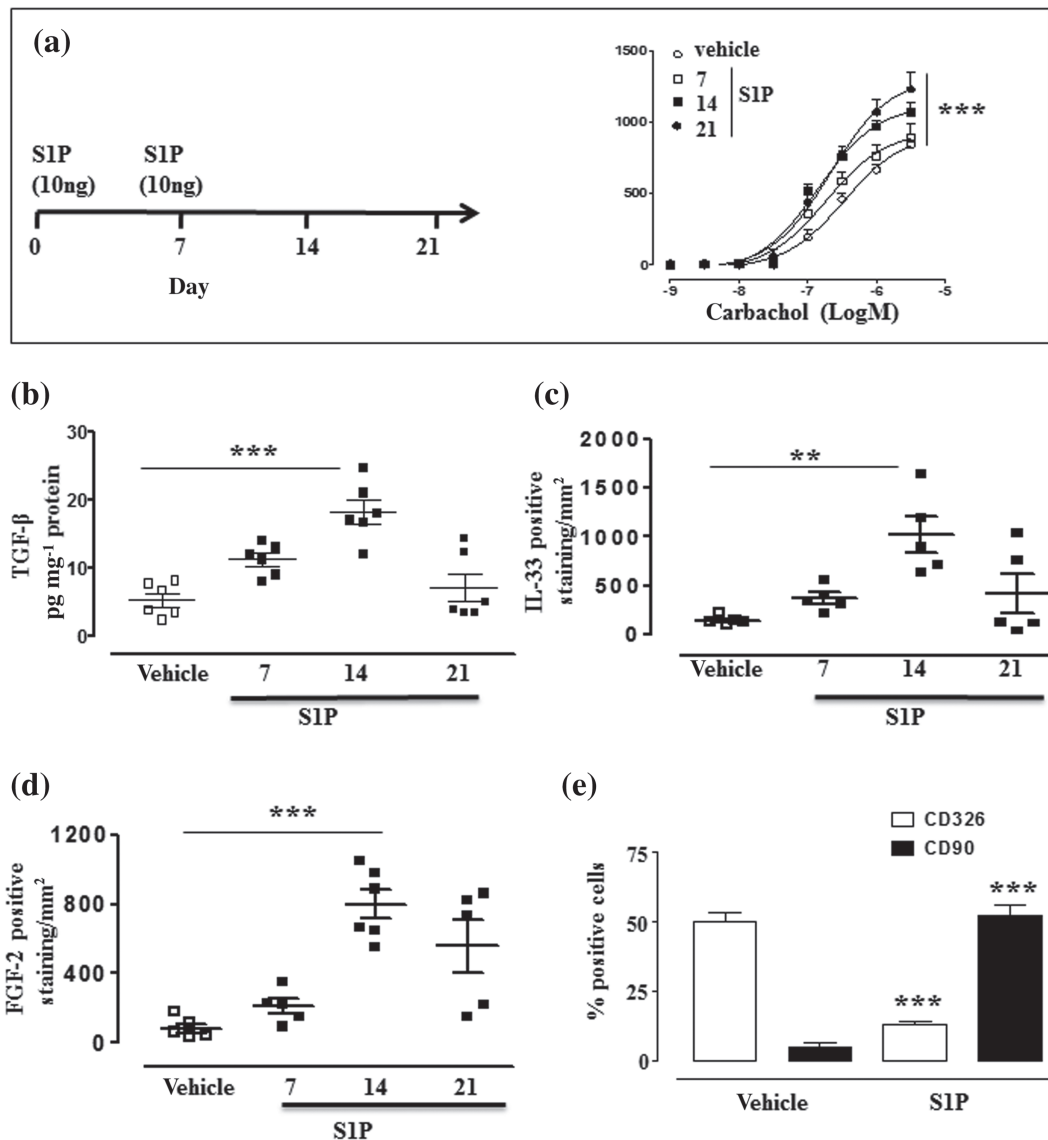 (a)
S1P S1P
(10ng) (10ng)
0 7 14 21
Day
1500
1000
500
0
vehicle
7
14
21
S1P
***
-9 -8 -7 -6 -5
Carbachol (LogM)
(b)
TGF-β
pg mg⁻¹ protein
30
20
10
0
***
Vehicle 7 14 21
S1P
(c)
IL-33 positive
staining/mm²
2000
1500
1000
500
0
**
Vehicle 7 14 21
S1P
(d)
FGF-2 positive
staining/mm²
1200
800
400
0
***
Vehicle 7 14 21
S1P
(e)
% positive cells
75
50
25
0
CD326
CD90
***
***
Vehicle S1P